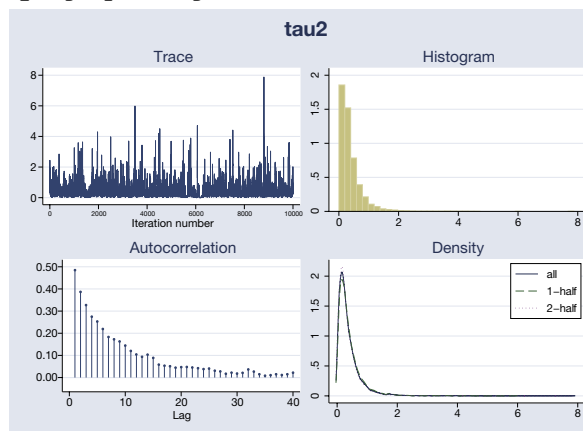 tau2
Trace
8
6
4
2
0
0 2000 4000 6000 8000 10000
Iteration number
Histogram
2
1.5
1
.5
0
0 2 4 6 8
Autocorrelation
0.50
0.40
0.30
0.20
0.10
0.00
0 10 20 30 40
Lag
Density
all
1-half
2-half
2
1.5
1
.5
0
0 2 4 6 8